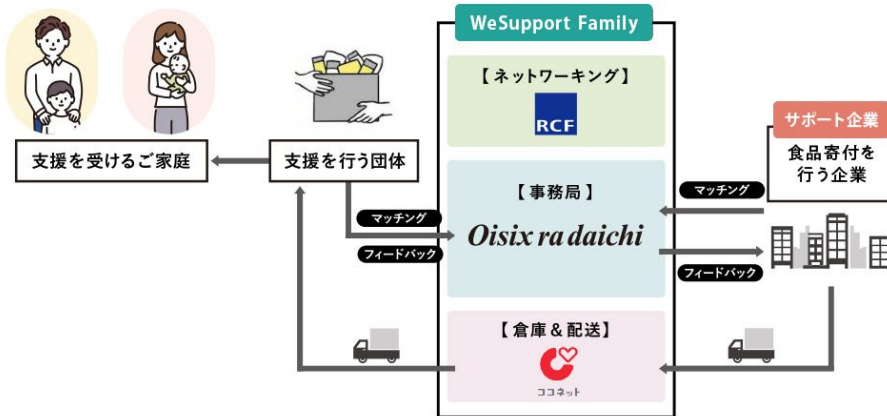 WeSupport Family
【ネットワーキング】
RCF
サポート企業
食品寄付を
行う企業
支援を受けるご家庭
支援を行う団体
【事務局】
Oisix ra daichi
マッチング
フィードバック
マッチング
フィードバック
【倉庫&配送】
ココネット